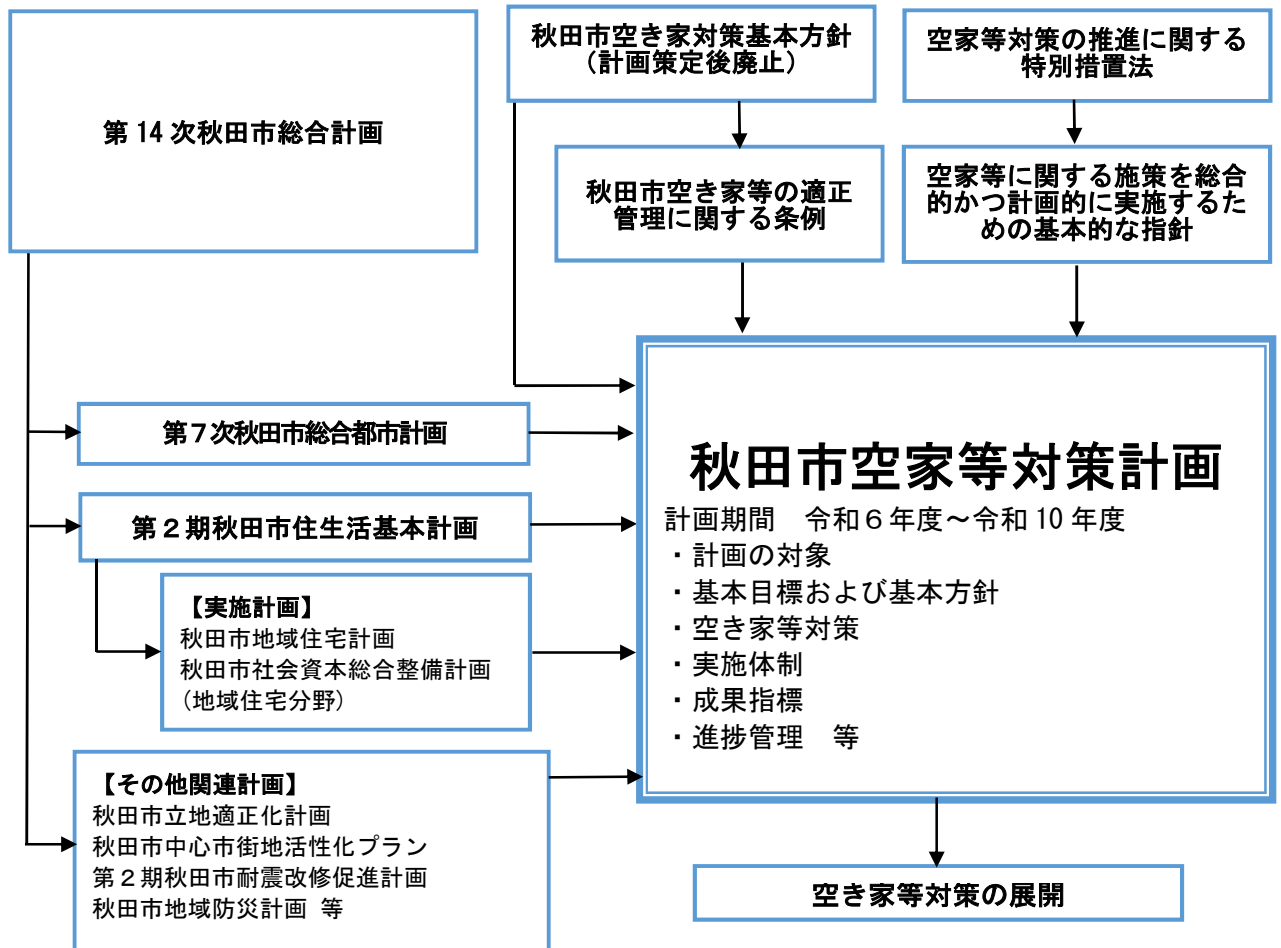 第14次秋田市総合計画
秋田市空き家対策基本方針
（計画策定後廃止）
空家等対策の推進に関する
特別措置法
秋田市空き家等の適正
管理に関する条例
空家等に関する施策を総合
的かつ計画的に実施するた
めの基本的な指針
第７次秋田市総合都市計画
第２期秋田市住生活基本計画
【実施計画】
秋田市地域住宅計画
秋田市社会資本総合整備計画
(地域住宅分野)
【その他関連計画】
秋田市立地適正化計画
秋田市中心市街地活性化プラン
第２期秋田市耐震改修促進計画
秋田市地域防災計画 等
秋田市空家等対策計画
計画期間　令和６年度～令和10年度
・計画の対象
・基本目標および基本方針
・空き家等対策
・実施体制
・成果指標
・進捗管理　等
空き家等対策の展開